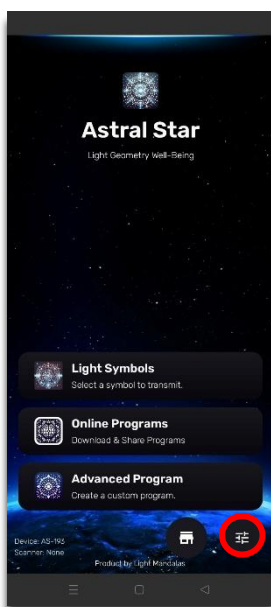 Astral Star
Light Geometry Well-Being
Light Symbols
Select a symbol to transmit.
Online Programs
Download & Share Programs
Advanced Program
Create a custom program.
Device: AS-193
Scanner: None
Product by Light Mandalas